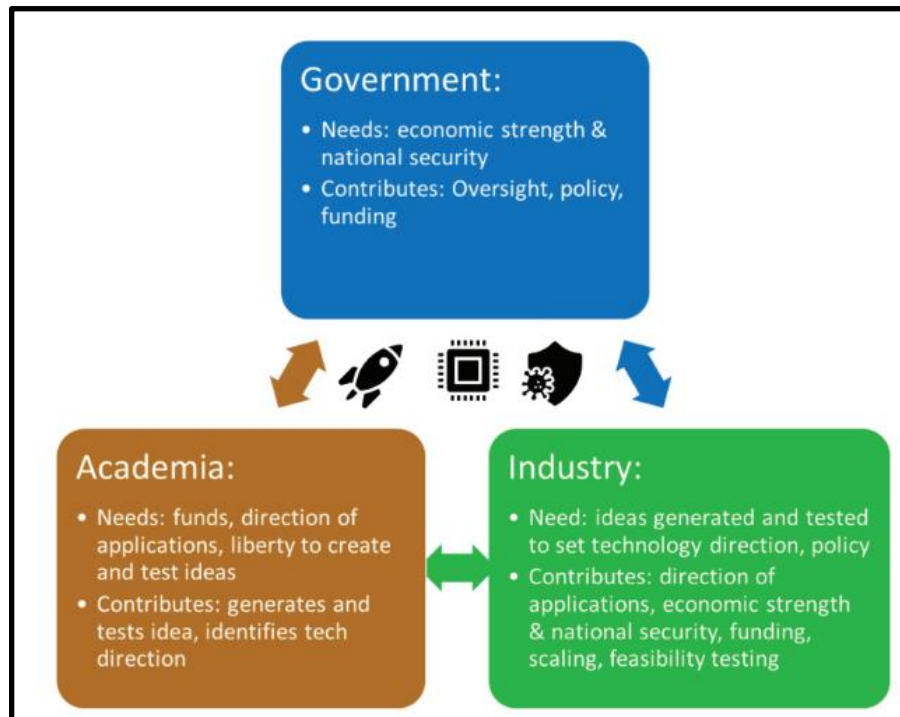 Government:
• Needs: economic strength &
national security
• Contributes: Oversight, policy,
funding
Academia:
• Needs: funds, direction of
applications, liberty to create
and test ideas
• Contributes: generates and
tests idea, identifies tech
direction
Industry:
• Need: ideas generated and tested
to set technology direction, policy
• Contributes: direction of
applications, economic strength
& national security, funding,
scaling, feasibility testing